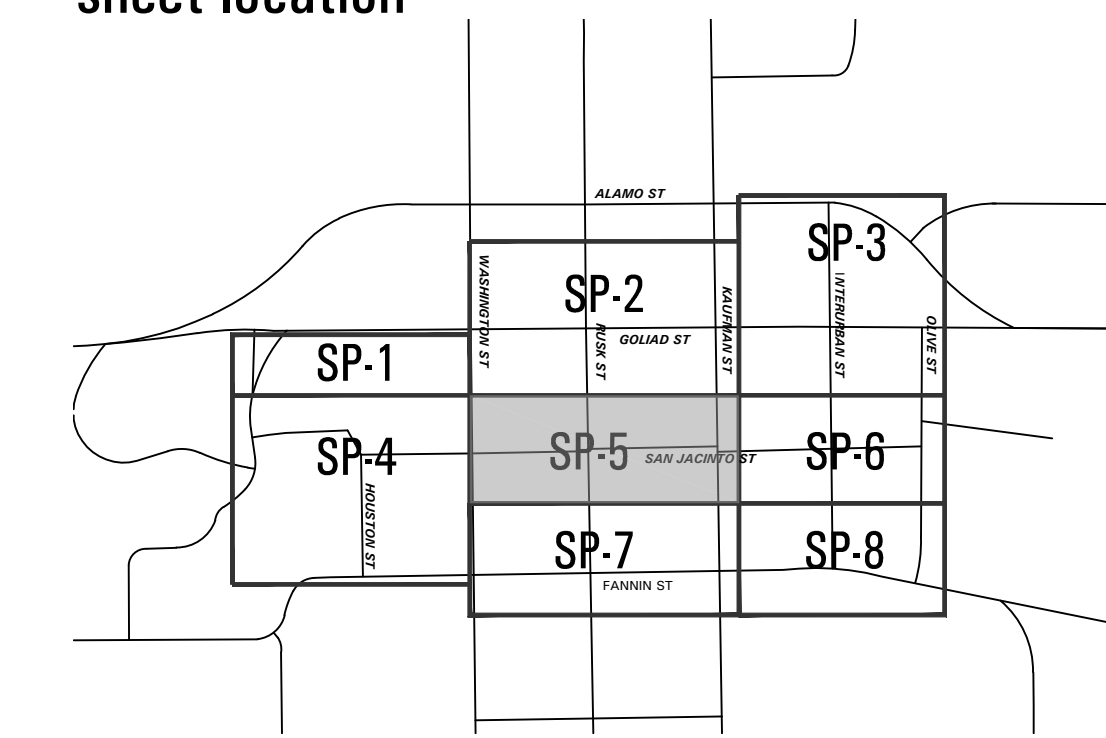 sheet location
ALAMO ST
SP-3
WASHINGTON ST
SP-2
KAUFMAN ST
INTERURBAN ST
OLIVE ST
RUSK ST
GOLIAD ST
SP-1
SP-4
SP-5
SAN JACINTO ST
SP-6
HOUSTON ST
SP-7
SP-8
FANNIN ST